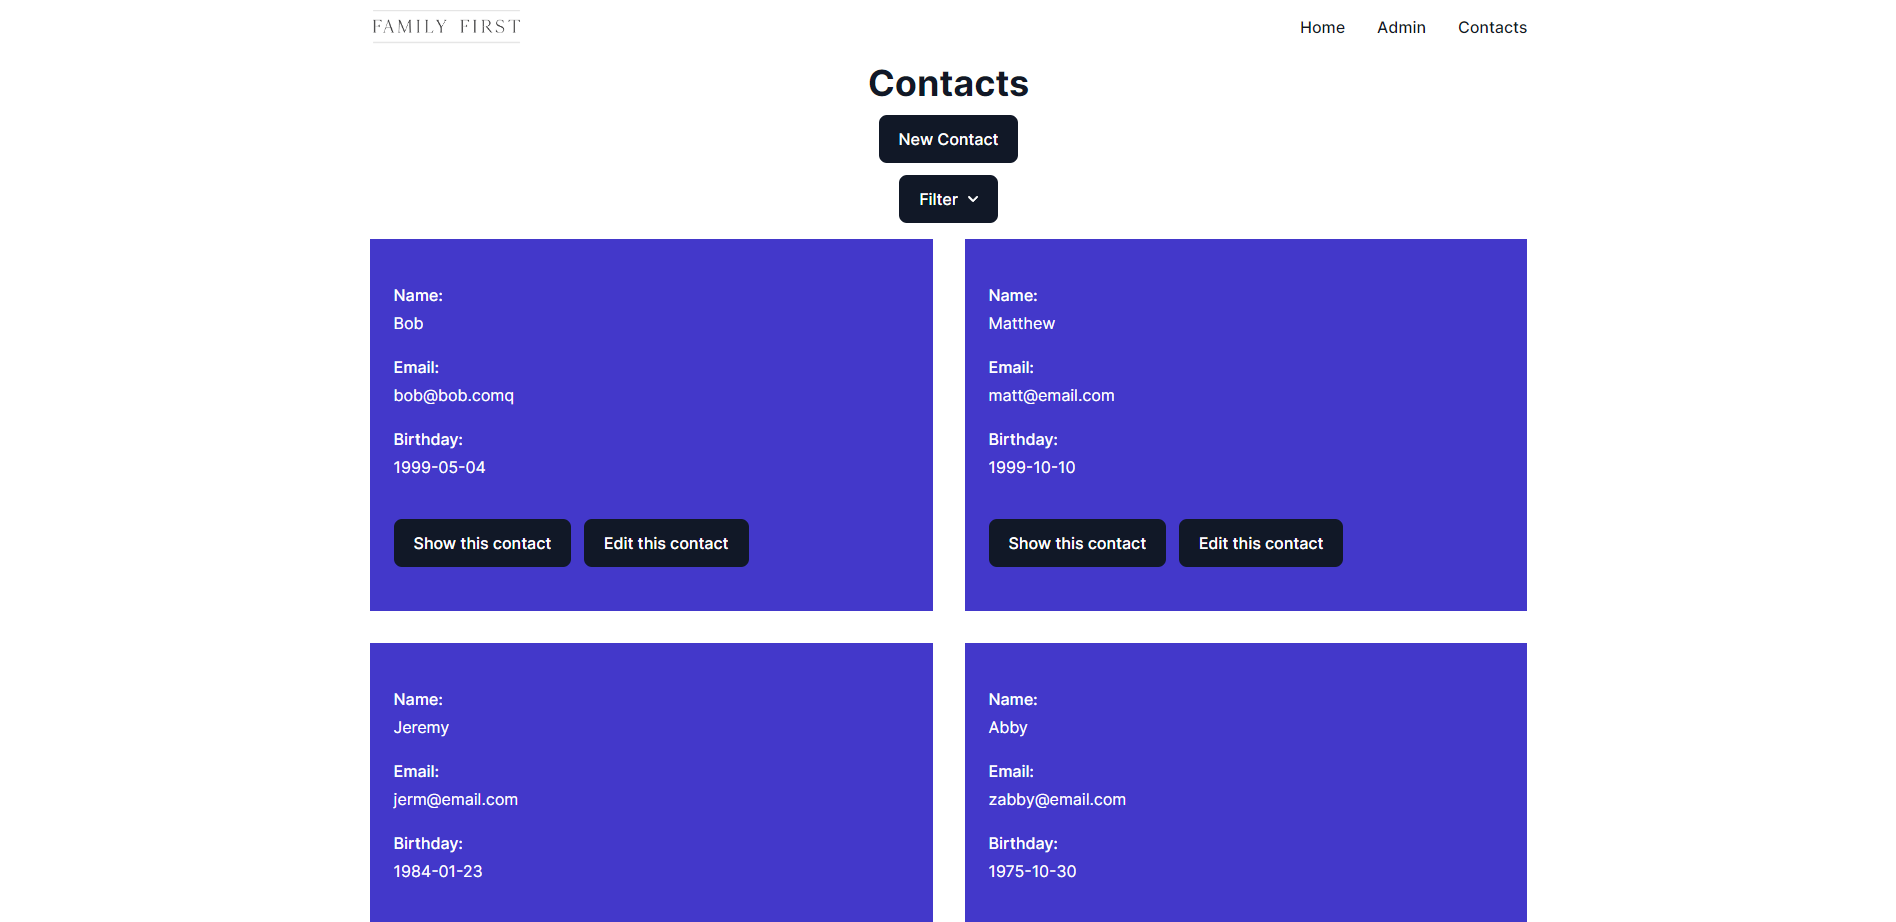 FAMILY FIRST
Home Admin Contacts
Contacts
New Contact
Filter
Name:
Bob
Email:
bob@bob.comq
Birthday:
1999-05-04
Show this contact Edit this contact
Name:
Matthew
Email:
matt@email.com
Birthday:
1999-10-10
Show this contact Edit this contact
Name:
Jeremy
Email:
jerm@email.com
Birthday:
1984-01-23
Name:
Abby
Email:
zabby@email.com
Birthday:
1975-10-30